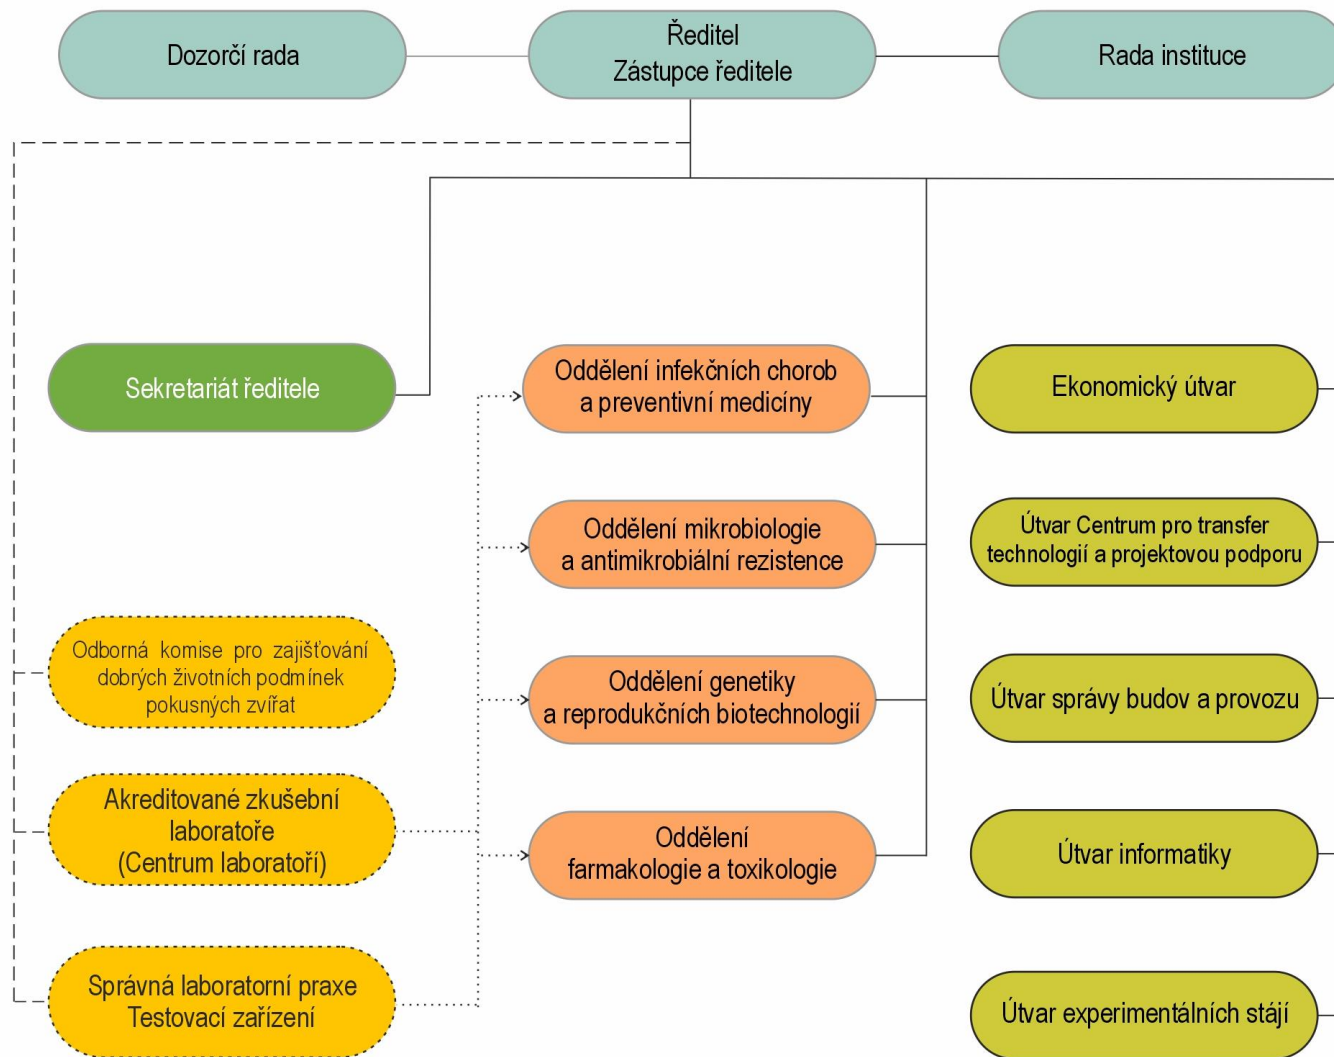 Dozorčí rada
Ředitel
Zástupce ředitele
Rada instituce
Sekretariát ředitele
Oddělení infekčních chorob
a preventivní medicíny
Ekonomický útvar
Oddělení mikrobiologie
a antimikrobiální rezistence
Útvar Centrum pro transfer
technologií a projektovou podporu
Odborná komise pro zajišťování
dobrých životních podmínek
pokusných zvířat
Oddělení genetiky
a reprodukčních biotechnologií
Útvar správy budov a provozu
Akreditované zkušební
laboratoře
(Centrum laboratoří)
Oddělení
farmakologie a toxikologie
Útvar informatiky
Správná laboratorní praxe
Testovací zařízení
Útvar experimentálních stájí